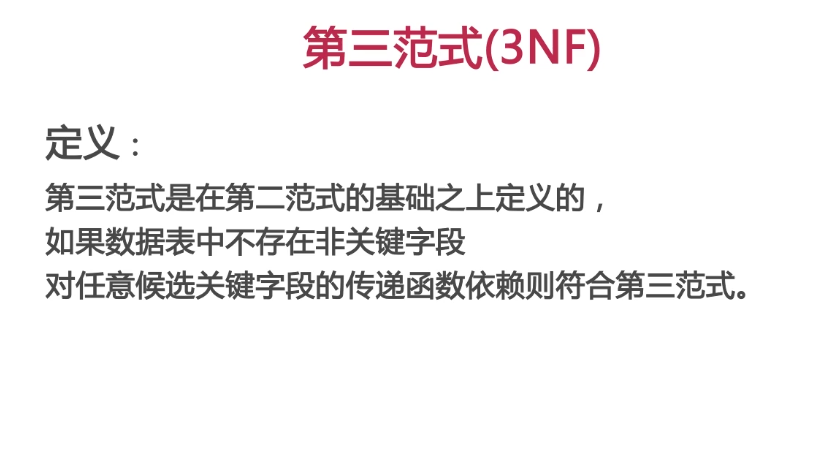 第三范式(3NF)
定义：
第三范式是在第二范式的基础之上定义的，
如果数据表中不存在非关键字段
对任意候选关键字段的传递函数依赖则符合第三范式。